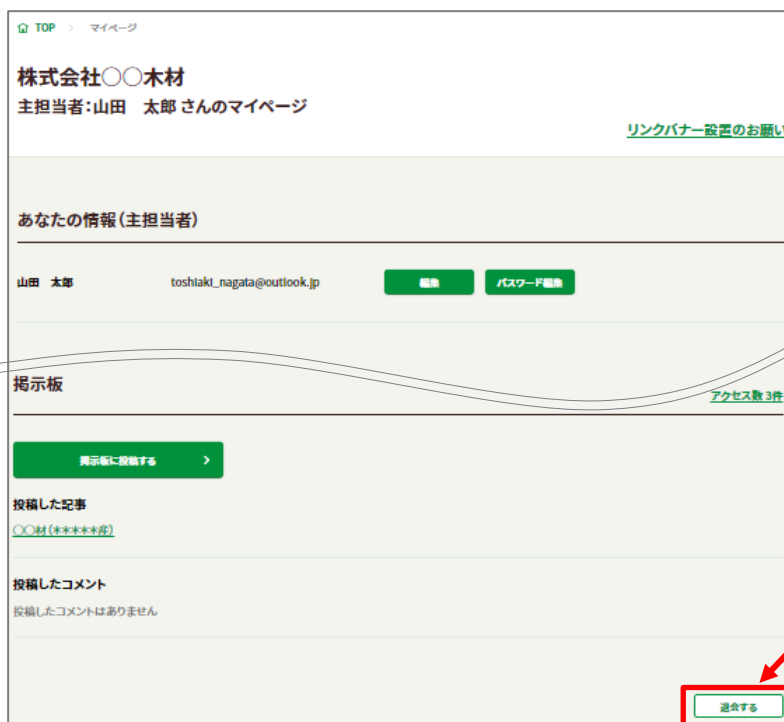 TOP > マイページ
株式会社○○木材
主担当者：山田　太郎 さんのマイページ
リンクバナー設置のお願い
あなたの情報（主担当者）
山田　太郎 toshiaki_nagata@outlook.jp 編集 パスワード編集
掲示板
アクセス数 3件
掲示板に投稿する >
投稿した記事
○○材（*****産）
投稿したコメント
投稿したコメントはありません
退会する